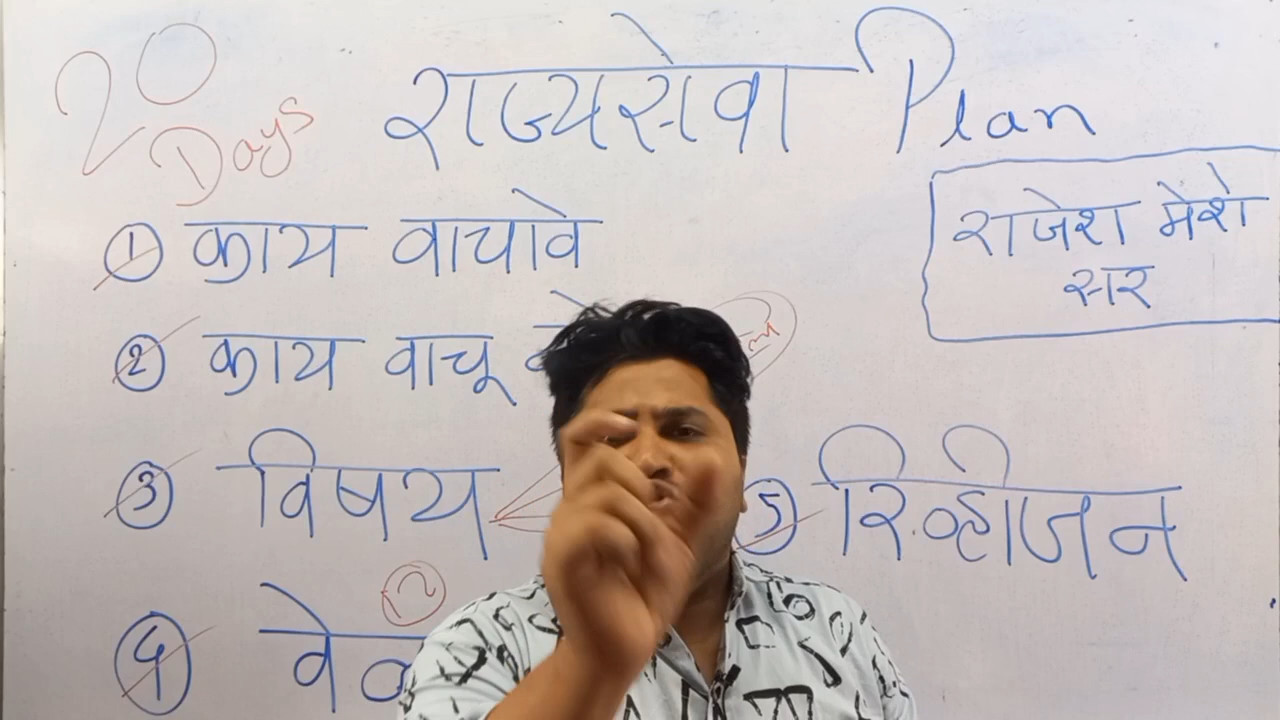 20 Days
राज्यसेवा Plan
राजेश मेशे
सर
① काय वाचावे
② काय वाचू
③ विषय
④
⑤ रिव्हीजन